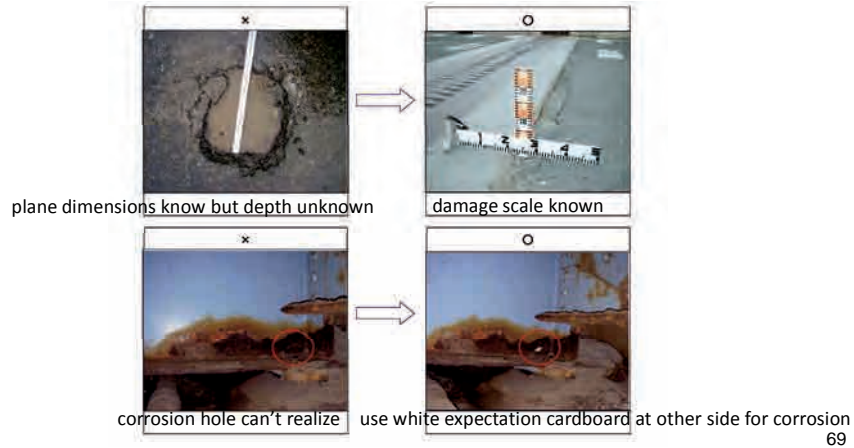 × O
plane dimensions know but depth unknown damage scale known
× O
corrosion hole can't realize use white expectation cardboard at other side for corrosion
69